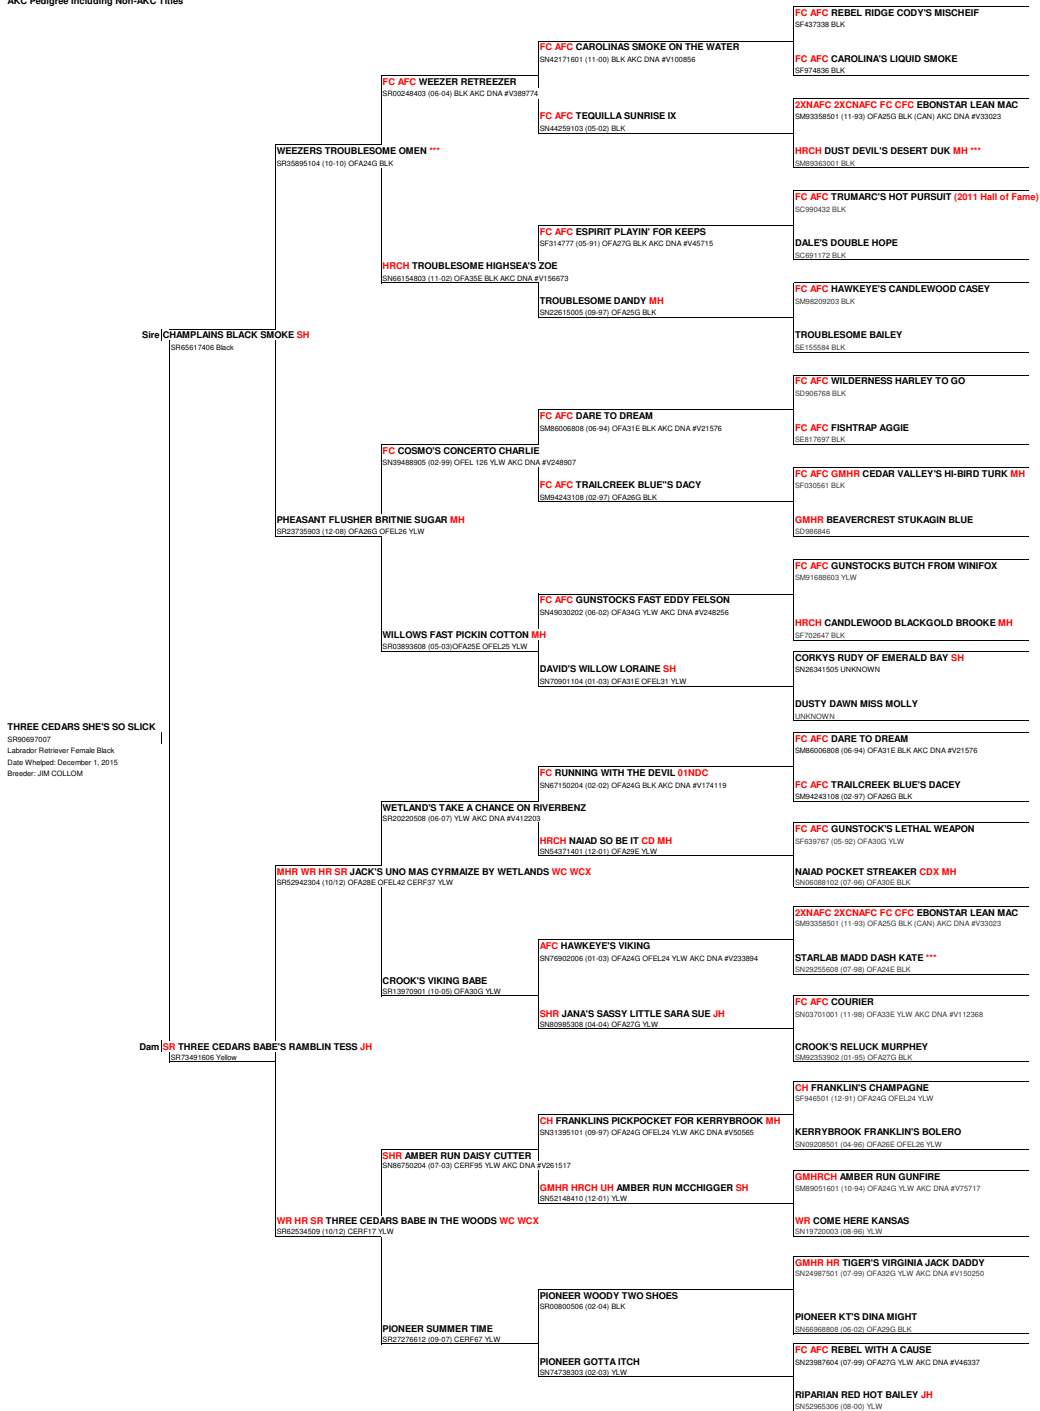 AKC Pedigree Including Non-AKC Titles
FC AFC REBEL RIDGE CODY'S MISCHEIF
SF437338 BLK
FC AFC CAROLINAS SMOKE ON THE WATER
SN42171601 (11-00) BLK AKC DNA #V100856
FC AFC CAROLINA'S LIQUID SMOKE
SF974836 BLK
FC AFC WEEZER RETREEZER
SR00248403 (06-04) BLK AKC DNA #V389774
2XNAFC 2XCNAFC FC CFC EBONSTAR LEAN MAC
SM93358501 (11-93) OFA25G BLK (CAN) AKC DNA #V33023
FC AFC TEQUILLA SUNRISE IX
SN44259103 (05-02) BLK
HRCH DUST DEVIL'S DESERT DUK MH ***
SM89363001 BLK
WEEZERS TROUBLESOME OMEN ***
SR35895104 (10-10) OFA24G BLK
FC AFC TRUMARC'S HOT PURSUIT (2011 Hall of Fame)
SC990432 BLK
FC AFC ESPIRIT PLAYIN' FOR KEEPS
SF314777 (05-91) OFA27G BLK AKC DNA #V45715
DALE'S DOUBLE HOPE
SC691172 BLK
HRCH TROUBLESOME HIGHSEA'S ZOE
SN66154803 (11-02) OFA35E BLK AKC DNA #V156673
FC AFC HAWKEYE'S CANDLEWOOD CASEY
SM98209203 BLK
TROUBLESOME DANDY MH
SN22615005 (09-97) OFA25G BLK
TROUBLESOME BAILEY
SE155584 BLK
Sire CHAMPLAINS BLACK SMOKE SH
SR65617406 Black
FC AFC WILDERNESS HARLEY TO GO
SD906768 BLK
FC AFC DARE TO DREAM
SM86006808 (06-94) OFA31E BLK AKC DNA #V21576
FC AFC FISHTRAP AGGIE
SE817697 BLK
FC COSMO'S CONCERTO CHARLIE
SN39488905 (02-99) OFEL 126 YLW AKC DNA #V248907
FC AFC GMHR CEDAR VALLEY'S HI-BIRD TURK MH
SF030561 BLK
FC AFC TRAILCREEK BLUE"S DACY
SM94243108 (02-97) OFA26G BLK
GMHR BEAVERCREST STUKAGIN BLUE
SD986846
PHEASANT FLUSHER BRITNIE SUGAR MH
SR23735903 (12-08) OFA26G OFEL26 YLW
FC AFC GUNSTOCKS BUTCH FROM WINIFOX
SM91688603 YLW
FC AFC GUNSTOCKS FAST EDDY FELSON
SN49030202 (06-02) OFA34G YLW AKC DNA #V248256
HRCH CANDLEWOOD BLACKGOLD BROOKE MH
SF702647 BLK
WILLOWS FAST PICKIN COTTON MH
SR03893608 (05-03)OFA25E OFEL25 YLW
CORKYS RUDY OF EMERALD BAY SH
SN26341505 UNKNOWN
DAVID'S WILLOW LORAINE SH
SN70901104 (01-03) OFA31E OFEL31 YLW
DUSTY DAWN MISS MOLLY
UNKNOWN
THREE CEDARS SHE'S SO SLICK
SR90697007
Labrador Retriever Female Black
Date Whelped: December 1, 2015
Breeder: JIM COLLOM
FC AFC DARE TO DREAM
SM86006808 (06-94) OFA31E BLK AKC DNA #V21576
FC RUNNING WITH THE DEVIL 01NDC
SN67150204 (02-02) OFA24G BLK AKC DNA #V174119
FC AFC TRAILCREEK BLUE'S DACEY
SM94243108 (02-97) OFA26G BLK
WETLAND'S TAKE A CHANCE ON RIVERBENZ
SR20220508 (06-07) YLW AKC DNA #V412203
FC AFC GUNSTOCK'S LETHAL WEAPON
SF639767 (05-92) OFA30G YLW
HRCH NAIAD SO BE IT CD MH
SN54371401 (12-01) OFA29E YLW
NAIAD POCKET STREAKER CDX MH
SN06088102 (07-96) OFA30E BLK
MHR WR HR SR JACK'S UNO MAS CYRMAIZE BY WETLANDS WC WCX
SR52942304 (10/12) OFA28E OFEL42 CERF37 YLW
2XNAFC 2XCNAFC FC CFC EBONSTAR LEAN MAC
SM93358501 (11-93) OFA25G BLK (CAN) AKC DNA #V33023
AFC HAWKEYE'S VIKING
SN76902006 (01-03) OFA24G OFEL24 YLW AKC DNA #V233894
STARLAB MADD DASH KATE ***
SN29255608 (07-98) OFA24E BLK
CROOK'S VIKING BABE
SR13970901 (10-05) OFA30G YLW
FC AFC COURIER
SN03701001 (11-98) OFA33E YLW AKC DNA #V112368
SHR JANA'S SASSY LITTLE SARA SUE JH
SN80985308 (04-04) OFA27G YLW
CROOK'S RELUCK MURPHEY
SM92353902 (01-95) OFA27G BLK
Dam SR THREE CEDARS BABE'S RAMBLIN TESS JH
SR73491606 Yellow
CH FRANKLIN'S CHAMPAGNE
SF946501 (12-91) OFA24G OFEL24 YLW
CH FRANKLINS PICKPOCKET FOR KERRYBROOK MH
SN31395101 (09-97) OFA24G OFEL24 YLW AKC DNA #V50565
KERRYBROOK FRANKLIN'S BOLERO
SN09208501 (04-96) OFA26E OFEL26 YLW
SHR AMBER RUN DAISY CUTTER
SN86750204 (07-03) CERF95 YLW AKC DNA #V261517
GMHRCH AMBER RUN GUNFIRE
SM89051601 (10-94) OFA24G YLW AKC DNA #V75717
GMHR HRCH UH AMBER RUN MCCHIGGER SH
SN52148410 (12-01) YLW
WR COME HERE KANSAS
SN19720003 (08-96) YLW
WR HR SR THREE CEDARS BABE IN THE WOODS WC WCX
SR62534509 (10/12) CERF17 YLW
GMHR HR TIGER'S VIRGINIA JACK DADDY
SN24987501 (07-99) OFA32G YLW AKC DNA #V150250
PIONEER WOODY TWO SHOES
SR00800506 (02-04) BLK
PIONEER KT'S DINA MIGHT
SN66968808 (06-02) OFA29G BLK
PIONEER SUMMER TIME
SR27276612 (09-07) CERF67 YLW
FC AFC REBEL WITH A CAUSE
SN23987604 (07-99) OFA27G YLW AKC DNA #V46337
PIONEER GOTTA ITCH
SN74738303 (02-03) YLW
RIPARIAN RED HOT BAILEY JH
SN52965306 (08-00) YLW